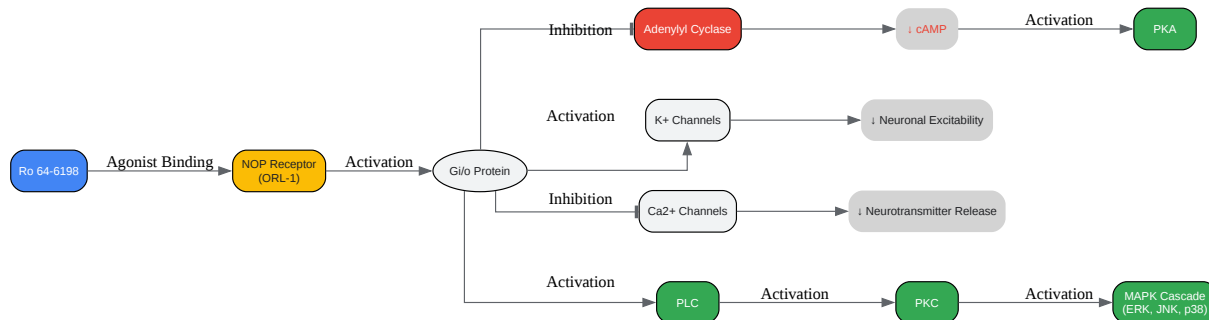 Inhibition
Adenylyl Cyclase
↓ cAMP
Activation
PKA
Activation
K+ Channels
↓ Neuronal Excitability
Ro 64-6198
Agonist Binding
NOP Receptor
(ORL-1)
Activation
Gi/o Protein
Inhibition
Ca2+ Channels
↓ Neurotransmitter Release
Activation
PLC
Activation
PKC
Activation
MAPK Cascade
(ERK, JNK, p38)